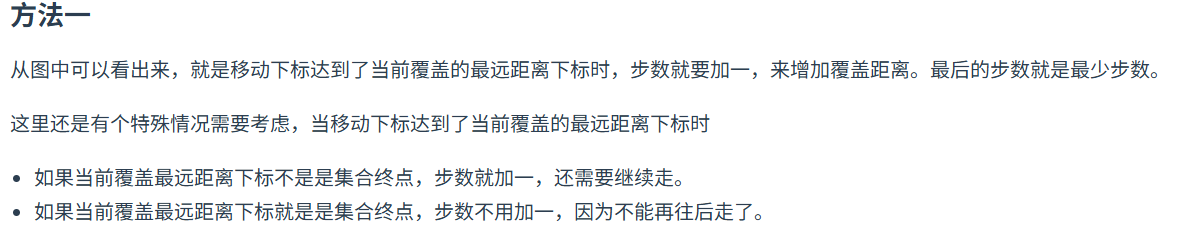 方法一
从图中可以看出来，就是移动下标达到了当前覆盖的最远距离下标时，步数就要加一，来增加覆盖距离。最后的步数就是最少步数。
这里还是有个特殊情况需要考虑，当移动下标达到了当前覆盖的最远距离下标时
• 如果当前覆盖最远距离下标不是是集合终点，步数就加一，还需要继续走。
• 如果当前覆盖最远距离下标就是是集合终点，步数不用加一，因为不能再往后走了。